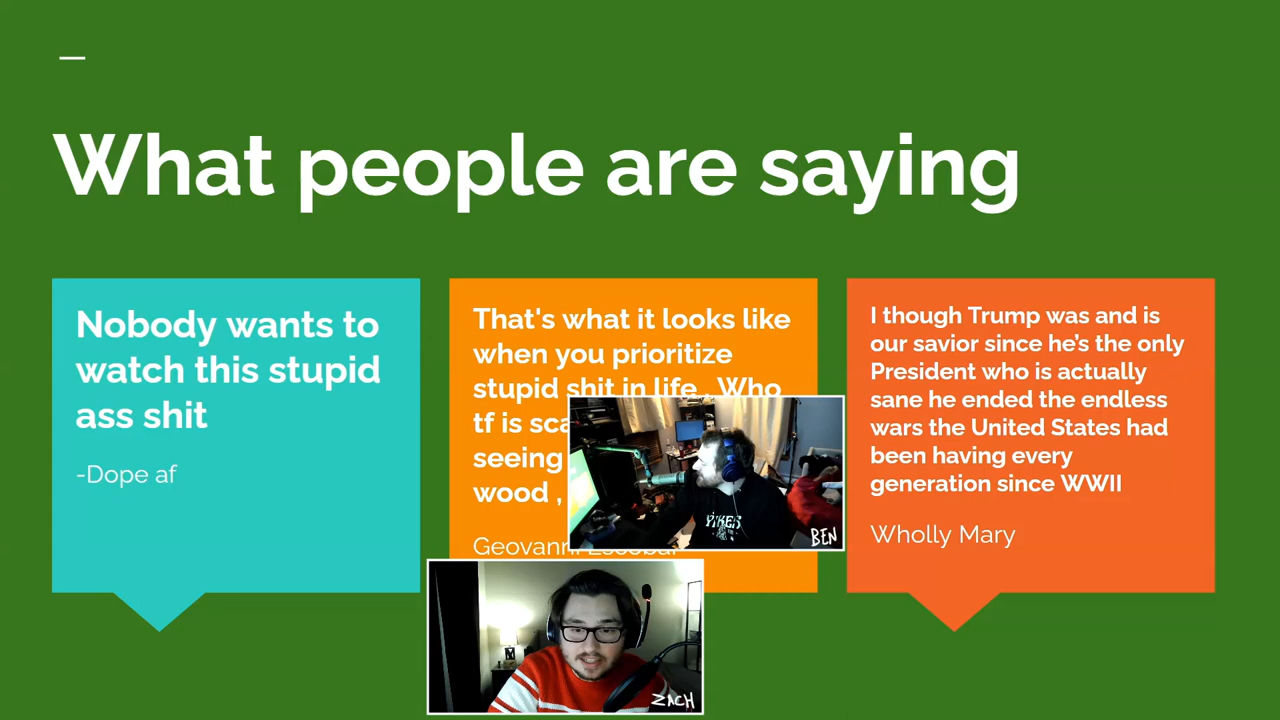 What people are saying
Nobody wants to
watch this stupid
ass shit
-Dope af
That's what it looks like
when you prioritize
stupid shit in life . Who
tf is
seeing
wood ,
I though Trump was and is
our savior since he's the only
President who is actually
sane he ended the endless
wars the United States had
been having every
generation since WWII
Wholly Mary
BEN
ZACH